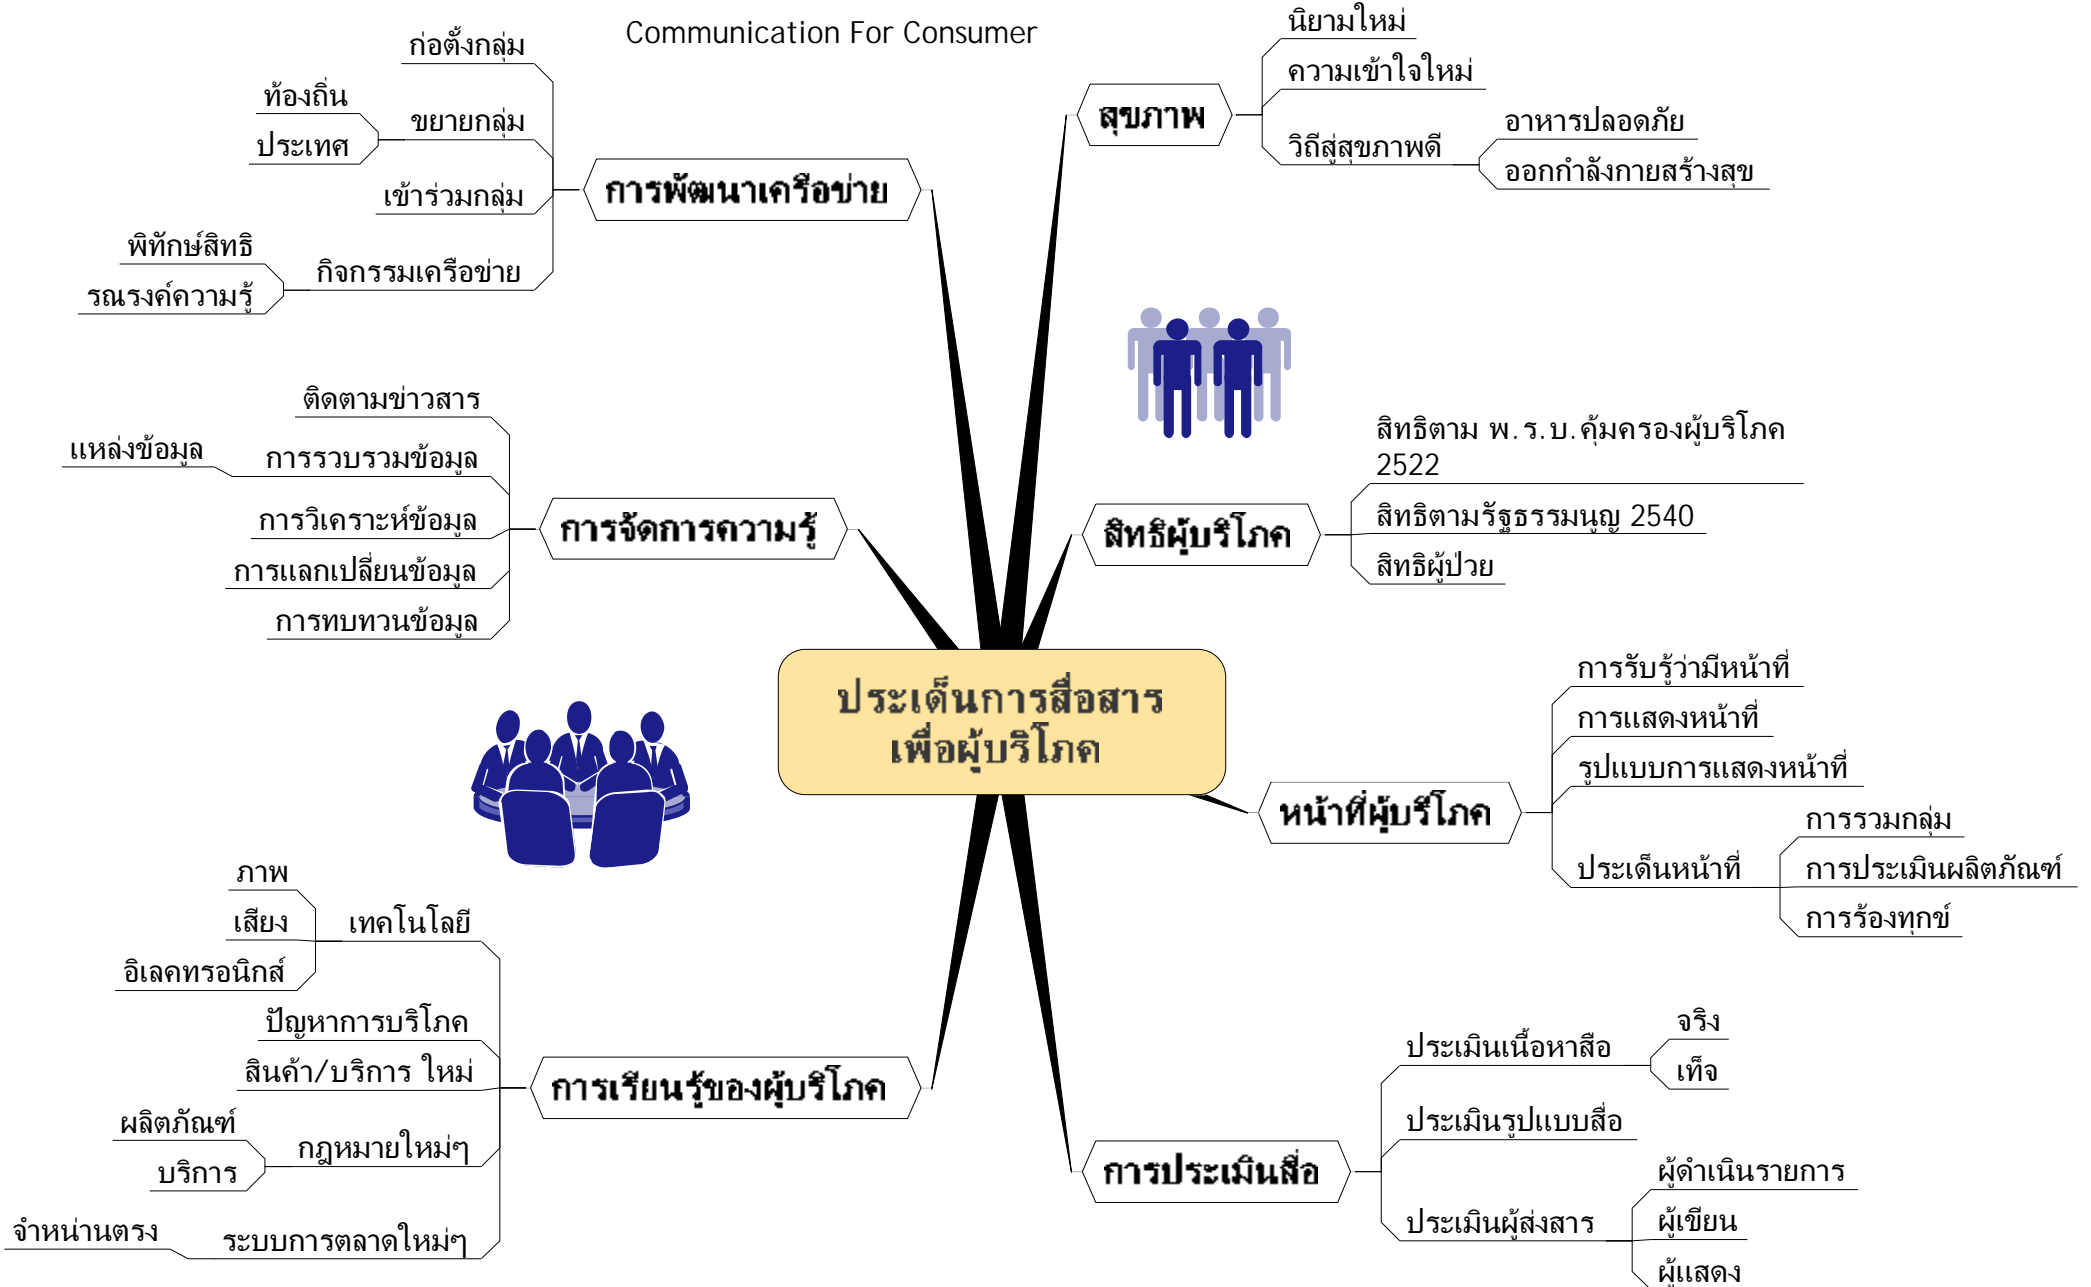 Communication For Consumer
ประเด็นการสื่อสาร
เพื่อผู้บริโภค
สุขภาพ
นิยามใหม่
ความเข้าใจใหม่
วิถีสู่สุขภาพดี
อาหารปลอดภัย
ออกกำลังกายสร้างสุข
สิทธิผู้บริโภค
สิทธิตาม พ.ร.บ.คุ้มครองผู้บริโภค
2522
สิทธิตามรัฐธรรมนูญ 2540
สิทธิผู้ป่วย
หน้าที่ผู้บริโภค
การรับรู้ว่ามีหน้าที่
การแสดงหน้าที่
รูปแบบการแสดงหน้าที่
ประเด็นหน้าที่
การรวมกลุ่ม
การประเมินผลิตภัณฑ์
การร้องทุกข์
การประเมินสื่อ
ประเมินเนื้อหาสือ
จริง
เท็จ
ประเมินรูปแบบสื่อ
ประเมินผู้ส่งสาร
ผู้ดำเนินรายการ
ผู้เขียน
ผู้แสดง
การพัฒนาเครือข่าย
ก่อตั้งกลุ่ม
ขยายกลุ่ม
ท้องถิ่น
ประเทศ
เข้าร่วมกลุ่ม
กิจกรรมเครือข่าย
พิทักษ์สิทธิ
รณรงค์ความรู้
การจัดการความรู้
ติดตามข่าวสาร
การรวบรวมข้อมูล
แหล่งข้อมูล
การวิเคราะห์ข้อมูล
การแลกเปลี่ยนข้อมูล
การทบทวนข้อมูล
การเรียนรู้ของผู้บริโภค
เทคโนโลยี
ภาพ
เสียง
อิเลคทรอนิกส์
ปัญหาการบริโภค
สินค้า/บริการ ใหม่
กฎหมายใหม่ๆ
ผลิตภัณฑ์
บริการ
ระบบการตลาดใหม่ๆ
จำหน่านตรง